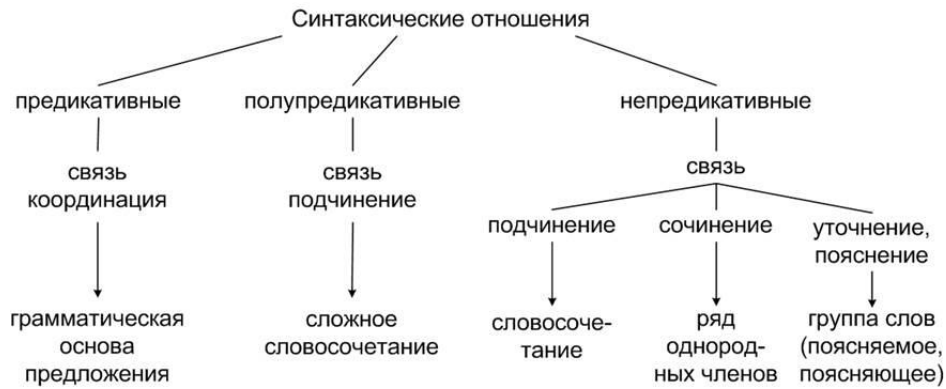 Синтаксические отношения
предикативные
полупредикативные
непредикативные
связь
координация
связь
подчинение
связь
подчинение
сочинение
уточнение,
пояснение
грамматическая
основа
предложения
сложное
словосочетание
словосоче-
тание
ряд
однород-
ных членов
группа слов
(поясняемое,
поясняющее)